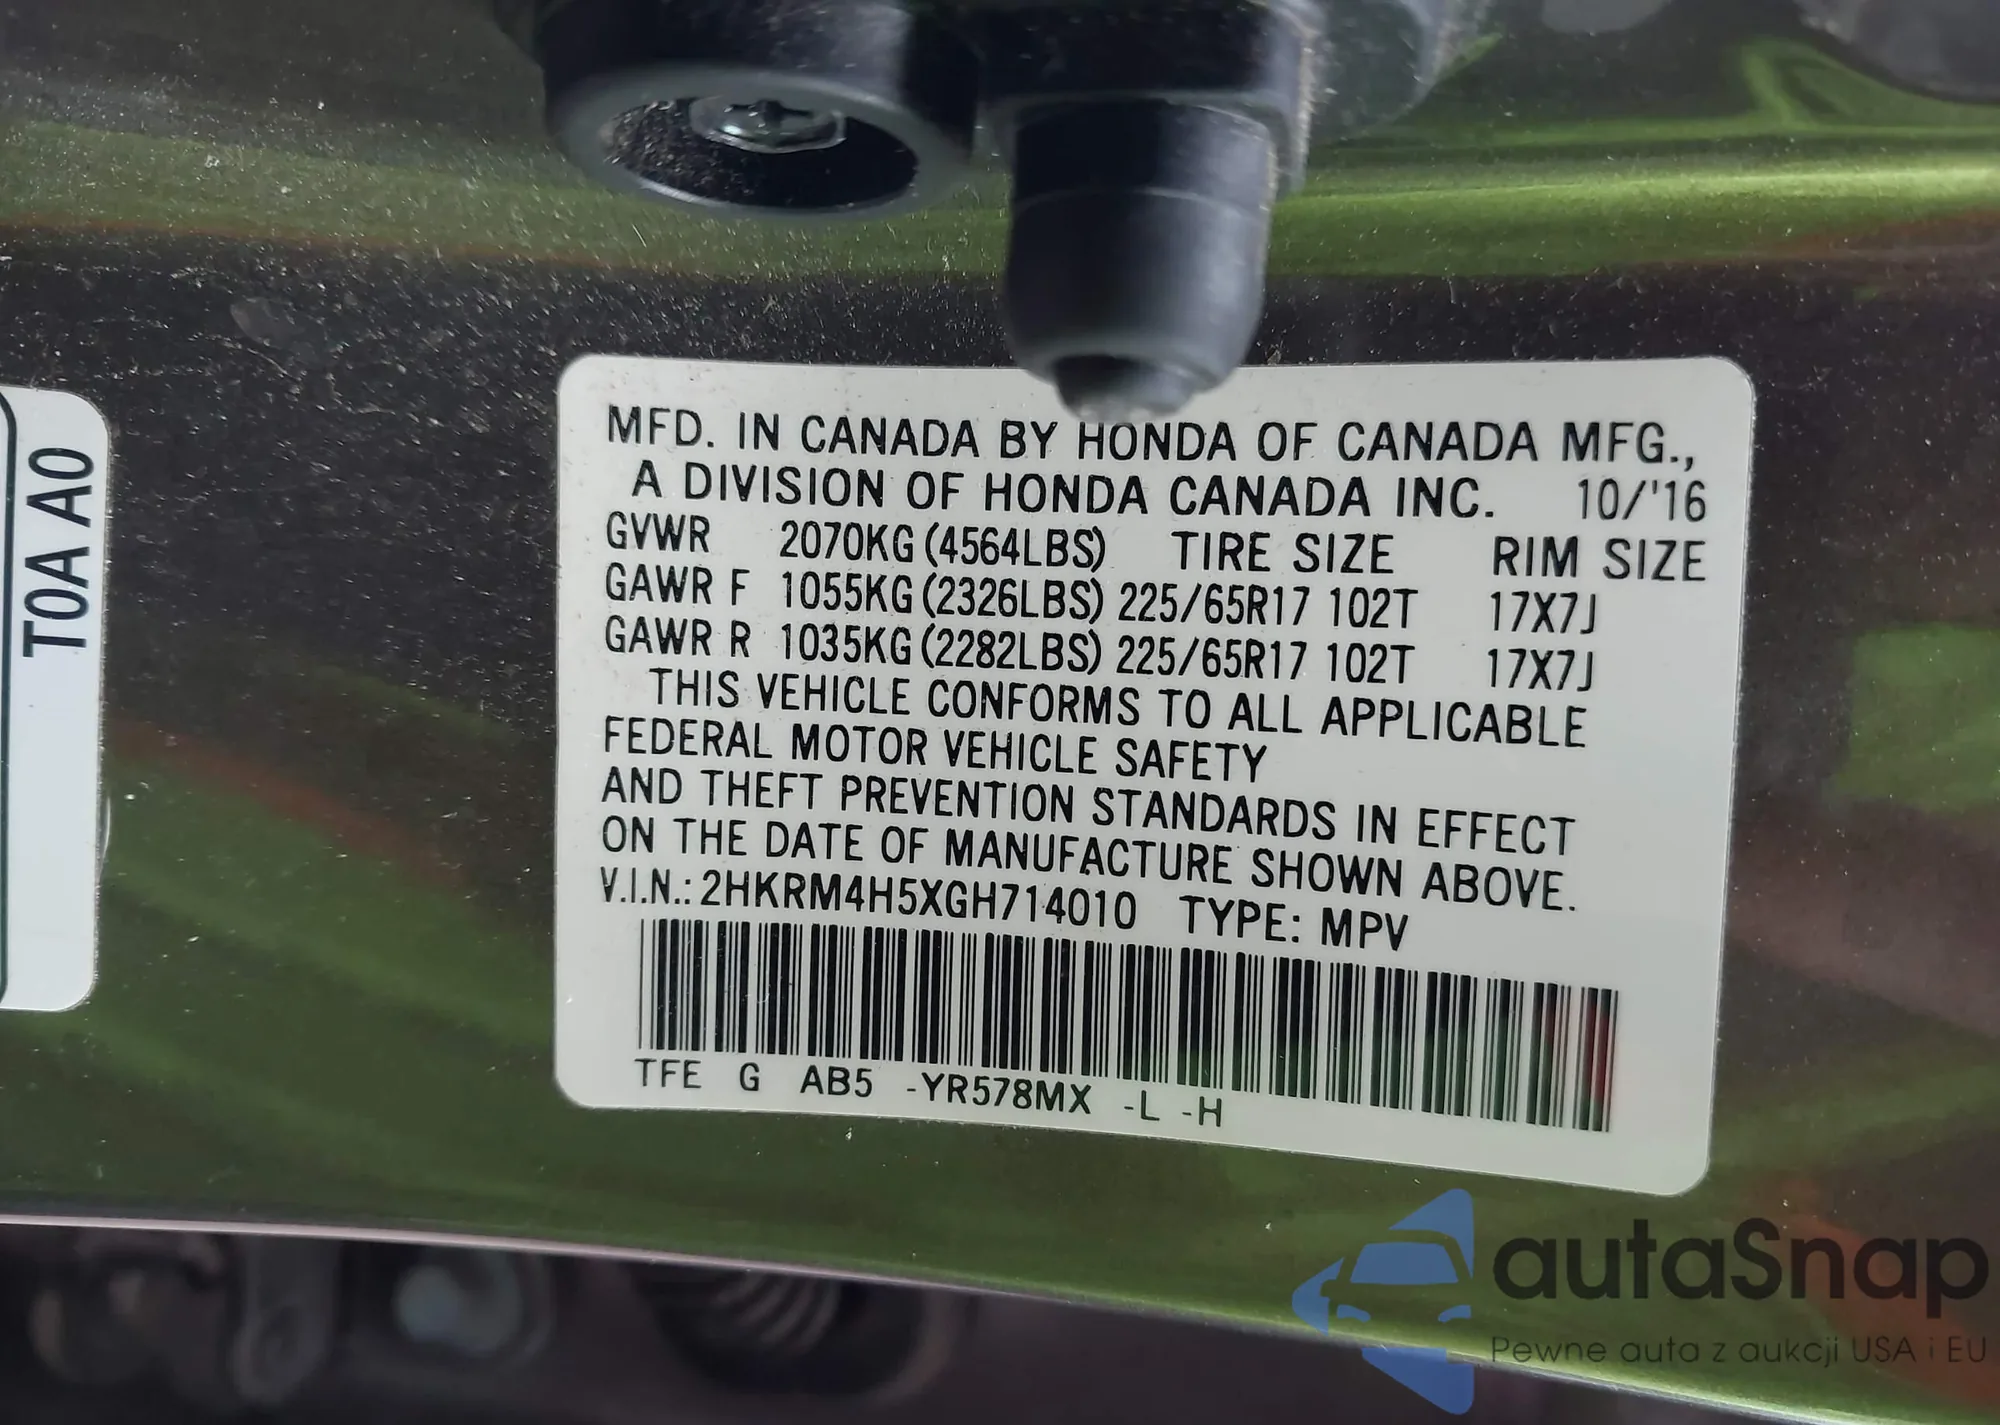 T0A A0
MFD. IN CANADA BY HONDA OF CANADA MFG.,
A DIVISION OF HONDA CANADA INC. 10/'16
GVWR 2070KG (4564LBS) TIRE SIZE RIM SIZE
GAWR F 1055KG (2326LBS) 225/65R17 102T 17X7J
GAWR R 1035KG (2282LBS) 225/65R17 102T 17X7J
THIS VEHICLE CONFORMS TO ALL APPLICABLE
FEDERAL MOTOR VEHICLE SAFETY
AND THEFT PREVENTION STANDARDS IN EFFECT
ON THE DATE OF MANUFACTURE SHOWN ABOVE.
V.I.N.: 2HKRM4H5XGH714010 TYPE: MPV
TFE G AB5 -YR578MX -L -H
autaSnap
Pewne auta z aukcji USA i EU